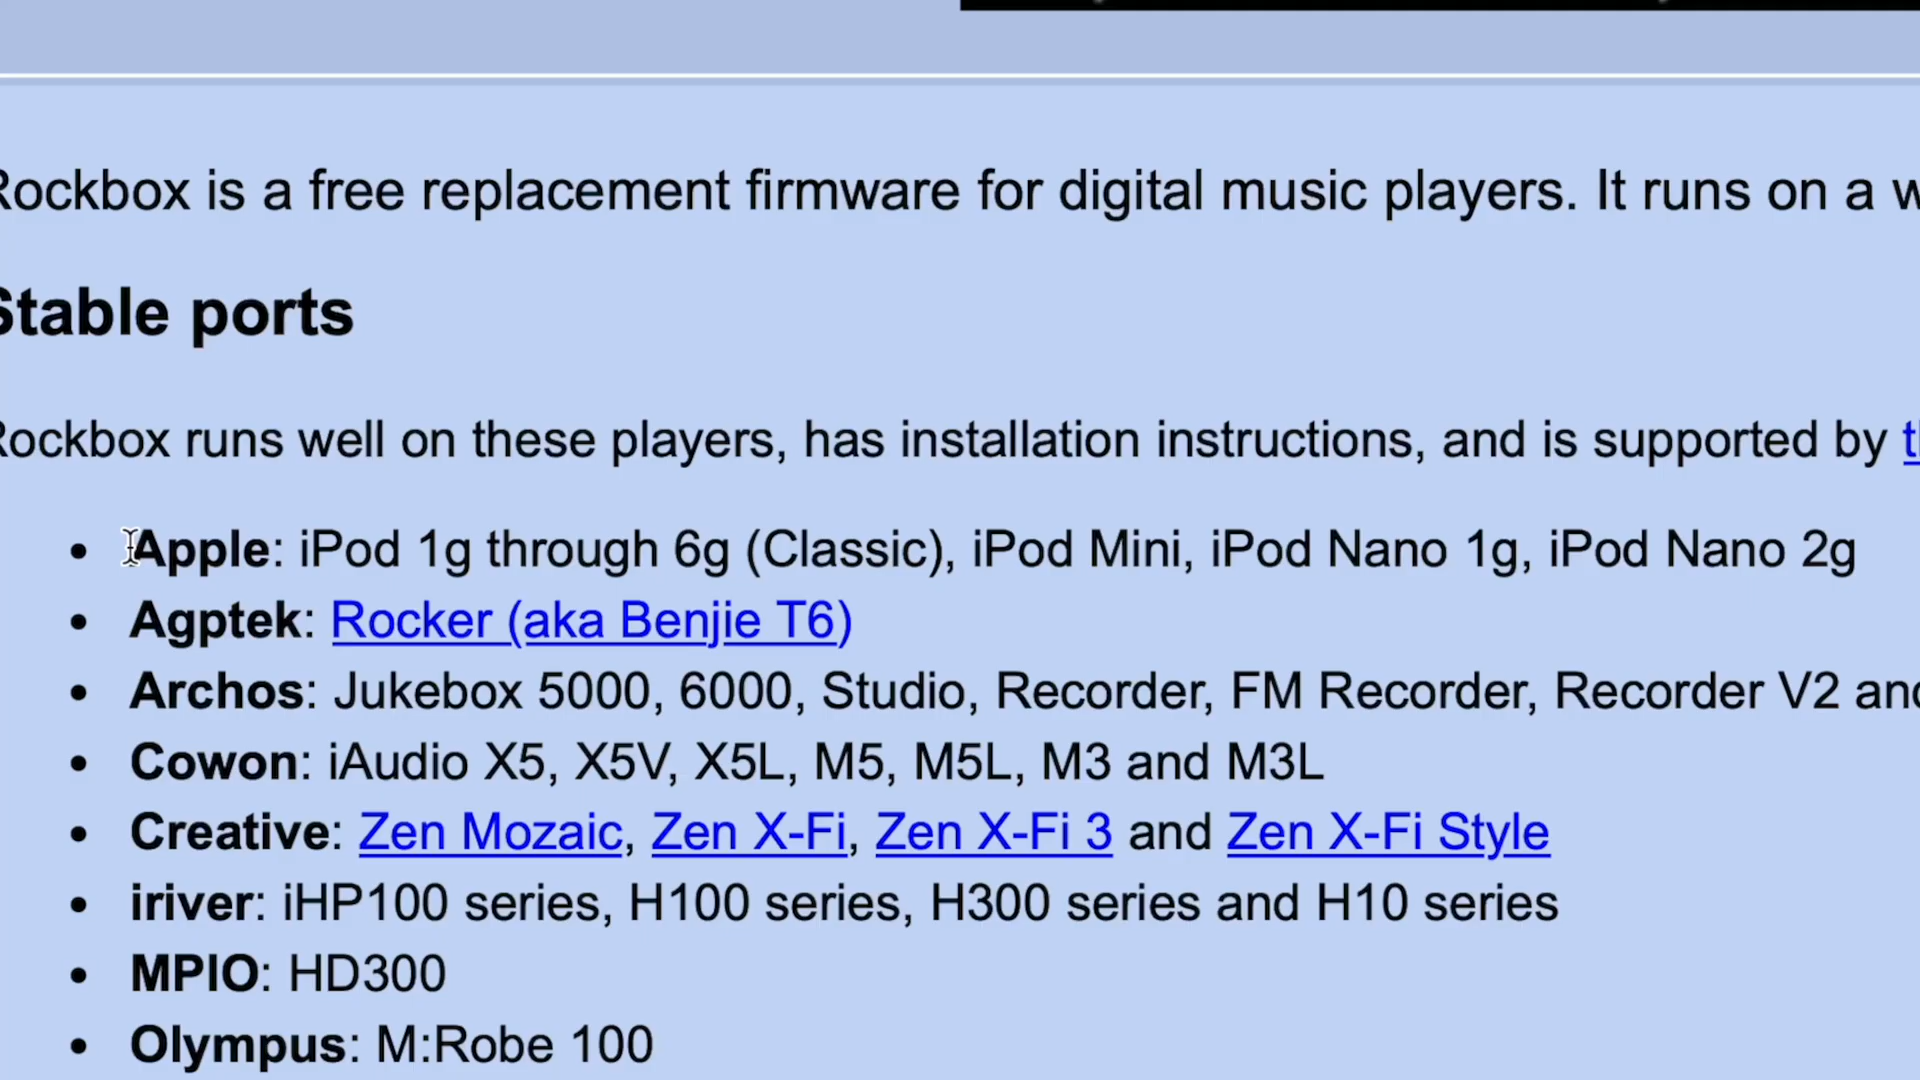 Rockbox is a free replacement firmware for digital music players. It runs on a
Stable ports
Rockbox runs well on these players, has installation instructions, and is supported by
• Apple: iPod 1g through 6g (Classic), iPod Mini, iPod Nano 1g, iPod Nano 2g
• Agptek: Rocker (aka Benjie T6)
• Archos: Jukebox 5000, 6000, Studio, Recorder, FM Recorder, Recorder V2 and
• Cowon: iAudio X5, X5V, X5L, M5, M5L, M3 and M3L
• Creative: Zen Mozaic, Zen X-Fi, Zen X-Fi 3 and Zen X-Fi Style
• iriver: iHP100 series, H100 series, H300 series and H10 series
• MPIO: HD300
• Olympus: M:Robe 100